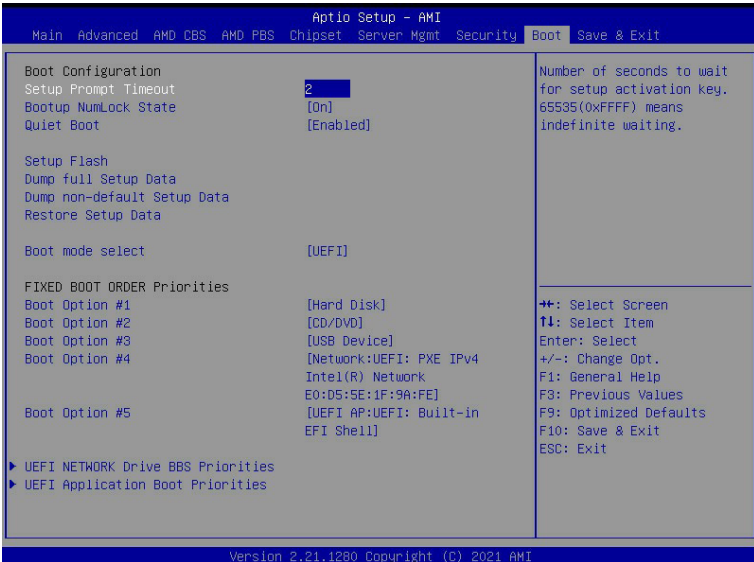 Aptio Setup - AMI
Main Advanced AMD CBS AMD PBS Chipset Server Mgmt Security Boot Save & Exit
Boot Configuration
Setup Prompt Timeout 2
Bootup NumLock State [On]
Quiet Boot [Enabled]
Setup Flash
Dump full Setup Data
Dump non-default Setup Data
Restore Setup Data
Boot mode select [UEFI]
FIXED BOOT ORDER Priorities
Boot Option #1 [Hard Disk]
Boot Option #2 [CD/DVD]
Boot Option #3 [USB Device]
Boot Option #4 [Network:UEFI: PXE IPv4
Intel(R) Network
E0:D5:5E:1F:9A:FE]
Boot Option #5 [UEFI AP:UEFI: Built-in
EFI Shell]
UEFI NETWORK Drive BBS Priorities
UEFI Application Boot Priorities
Number of seconds to wait
for setup activation key.
65535(0xFFFF) means
indefinite waiting.
→←: Select Screen
↑↓: Select Item
Enter: Select
+/-: Change Opt.
F1: General Help
F3: Previous Values
F9: Optimized Defaults
F10: Save & Exit
ESC: Exit
Version 2.21.1280 Copyright (C) 2021 AMI